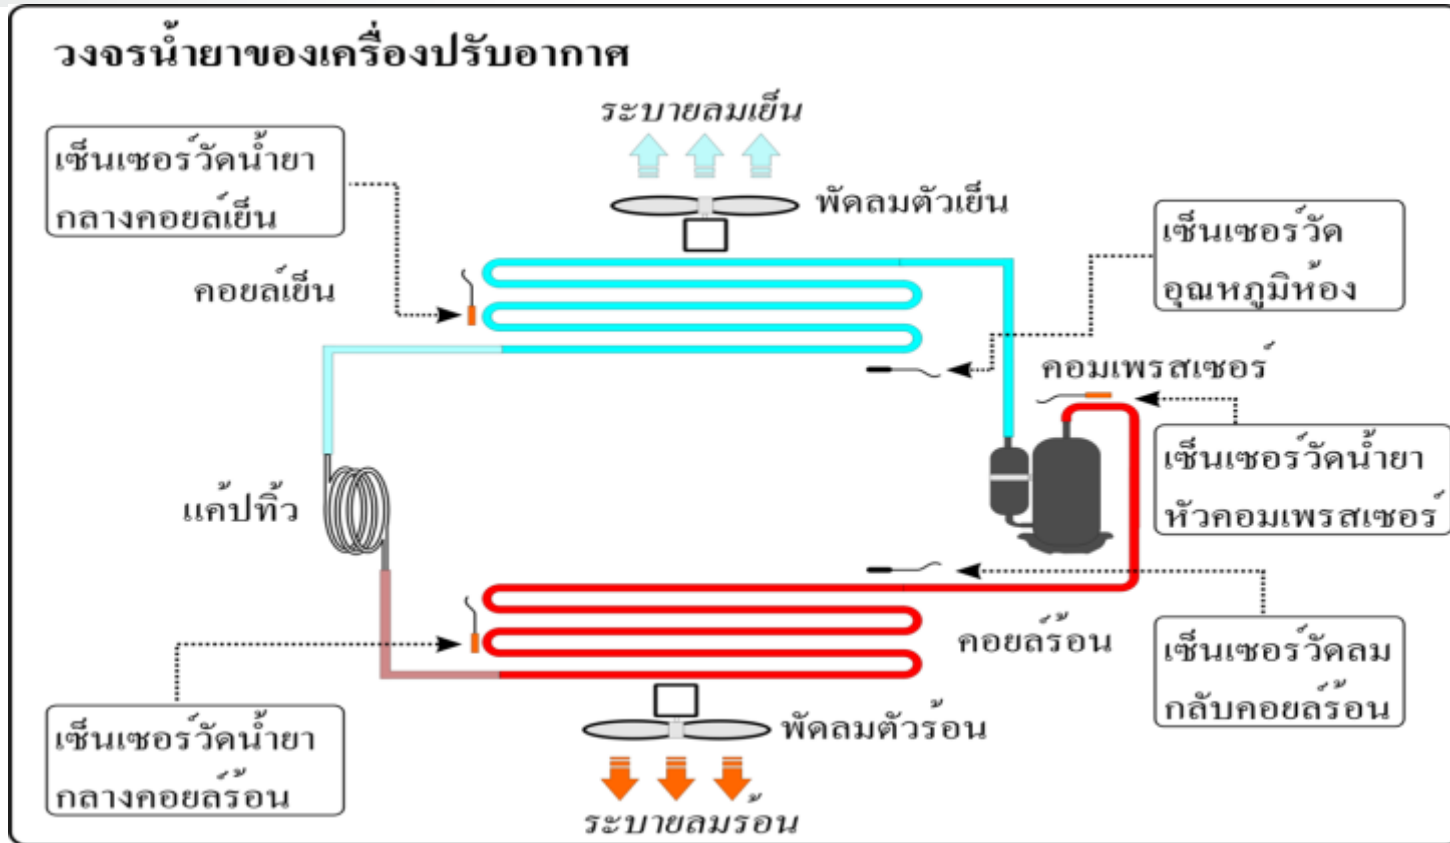 วงจรน้ำยาของเครื่องปรับอากาศ
ระบายลมเย็น
เซ็นเซอร์วัดน้ำยา
กลางคอยล์เย็น
พัดลมตัวเย็น
เซ็นเซอร์วัด
อุณหภูมิห้อง
คอยล์เย็น
คอมเพรสเซอร์
เซ็นเซอร์วัดน้ำยา
หัวคอมเพรสเซอร์
แค้ปทิ้ว
คอยล์ร้อน
เซ็นเซอร์วัดลม
กลับคอยล์ร้อน
เซ็นเซอร์วัดน้ำยา
กลางคอยล์ร้อน
พัดลมตัวร้อน
ระบายลมร้อน